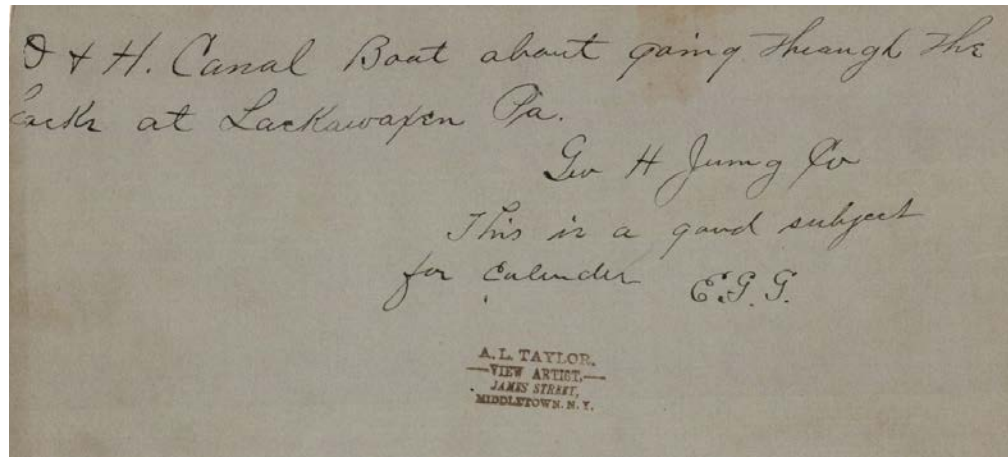 D & H. Canal Boat about going through the
Locks at Lackawaxen Pa.
Geo H Jung Co
This is a good subject
for Calender E.G.G.
A. L. TAYLOR.
VIEW ARTIST,
JAMES STREET,
MIDDLETOWN. N. Y.